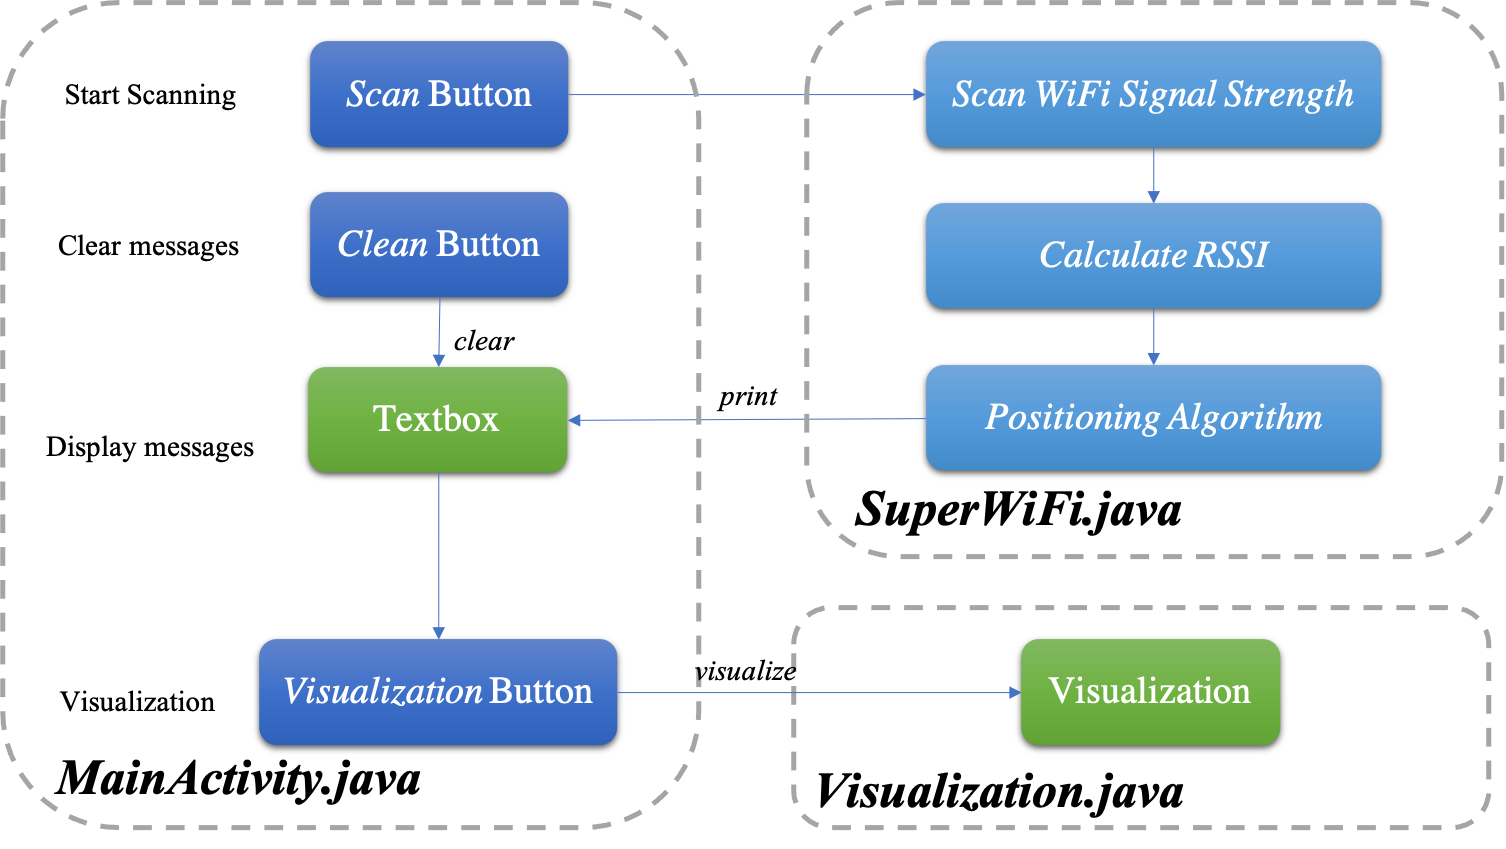 Start Scanning
Scan Button
Scan WiFi Signal Strength
Clear messages
Clean Button
Calculate RSSI
clear
Display messages
Textbox
print
Positioning Algorithm
SuperWiFi.java
Visualization
Visualization Button
visualize
Visualization
MainActivity.java
Visualization.java